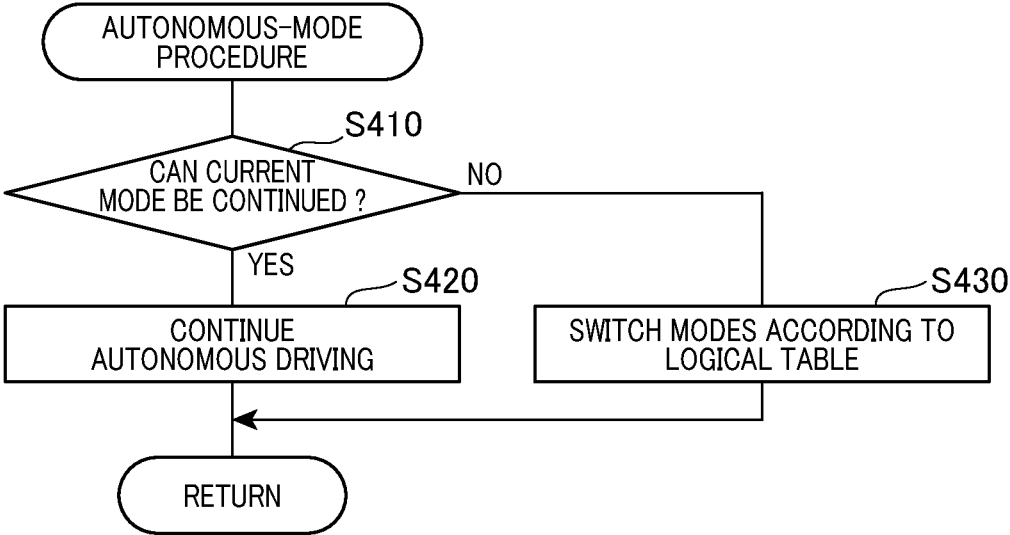 AUTONOMOUS-MODE
PROCEDURE
S410
CAN CURRENT
MODE BE CONTINUED ?
NO
YES
S420
CONTINUE
AUTONOMOUS DRIVING
S430
SWITCH MODES ACCORDING TO
LOGICAL TABLE
RETURN